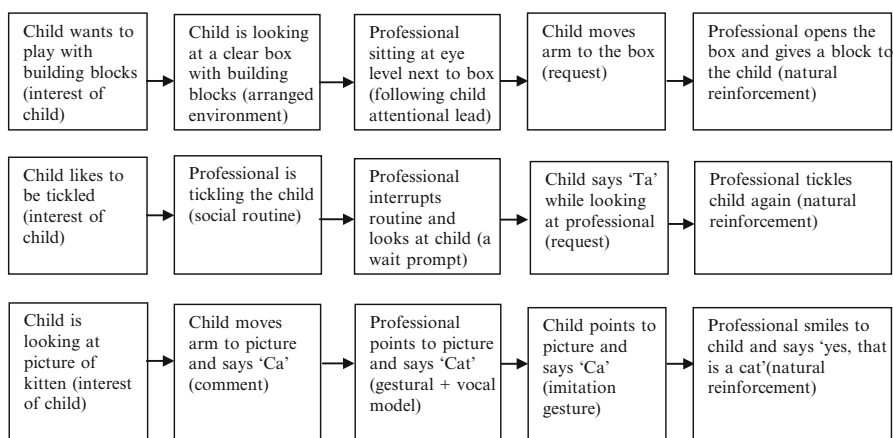 Child wants to
play with
building blocks
(interest of
child)
Child is looking
at a clear box
with building
blocks (arranged
environment)
Professional
sitting at eye
level next to box
(following child
attentional lead)
Child moves
arm to the box
(request)
Professional opens the
box and gives a block to
the child (natural
reinforcement)
Child likes to
be tickled
(interest of
child)
Professional is
tickling the child
(social routine)
Professional
interrupts
routine and
looks at child (a
wait prompt)
Child says ‘Ta’
while looking
at professional
(request)
Professional tickles
child again (natural
reinforcement)
Child is
looking at
picture of
kitten (interest
of child)
Child moves
arm to picture
and says ‘Ca’
(comment)
Professional
points to picture
and says ‘Cat’
(gestural + vocal
model)
Child points to
picture and
says ‘Ca’
(imitation
gesture)
Professional smiles to
child and says ‘yes, that
is a cat’(natural
reinforcement)